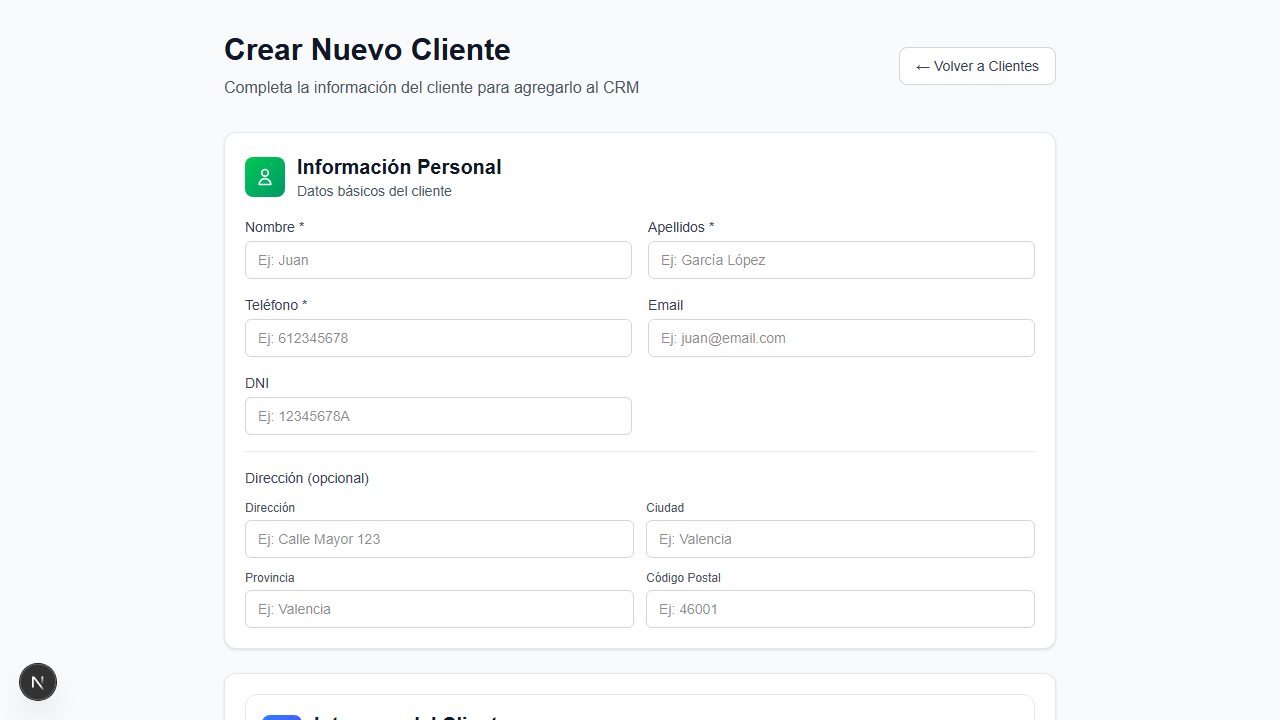 Crear Nuevo Cliente
Completa la información del cliente para agregarlo al CRM
← Volver a Clientes
Información Personal
Datos básicos del cliente
Nombre *
Apellidos *
Ej: Juan
Ej: García López
Teléfono *
Email
Ej: 612345678
Ej: juan@email.com
DNI
Ej: 12345678A
Dirección (opcional)
Dirección
Ciudad
Ej: Calle Mayor 123
Ej: Valencia
Provincia
Código Postal
Ej: Valencia
Ej: 46001
N